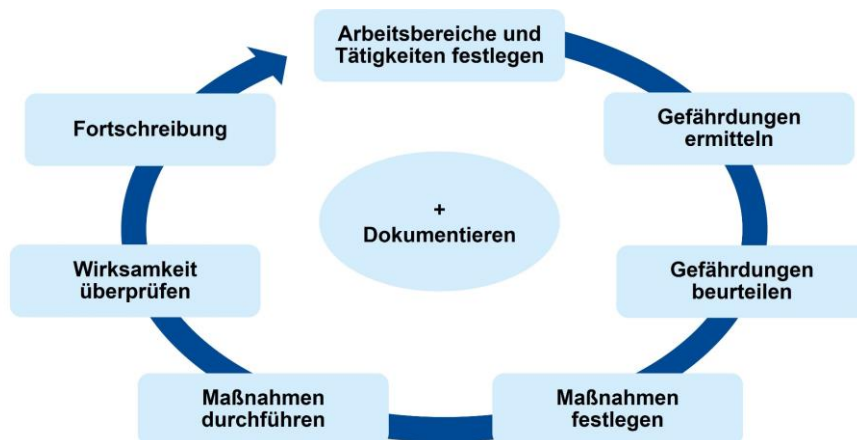 Arbeitsbereiche und
Tätigkeiten festlegen
Gefährdungen
ermitteln
Gefährdungen
beurteilen
Maßnahmen
festlegen
Maßnahmen
durchführen
Wirksamkeit
überprüfen
Fortschreibung
+
Dokumentieren